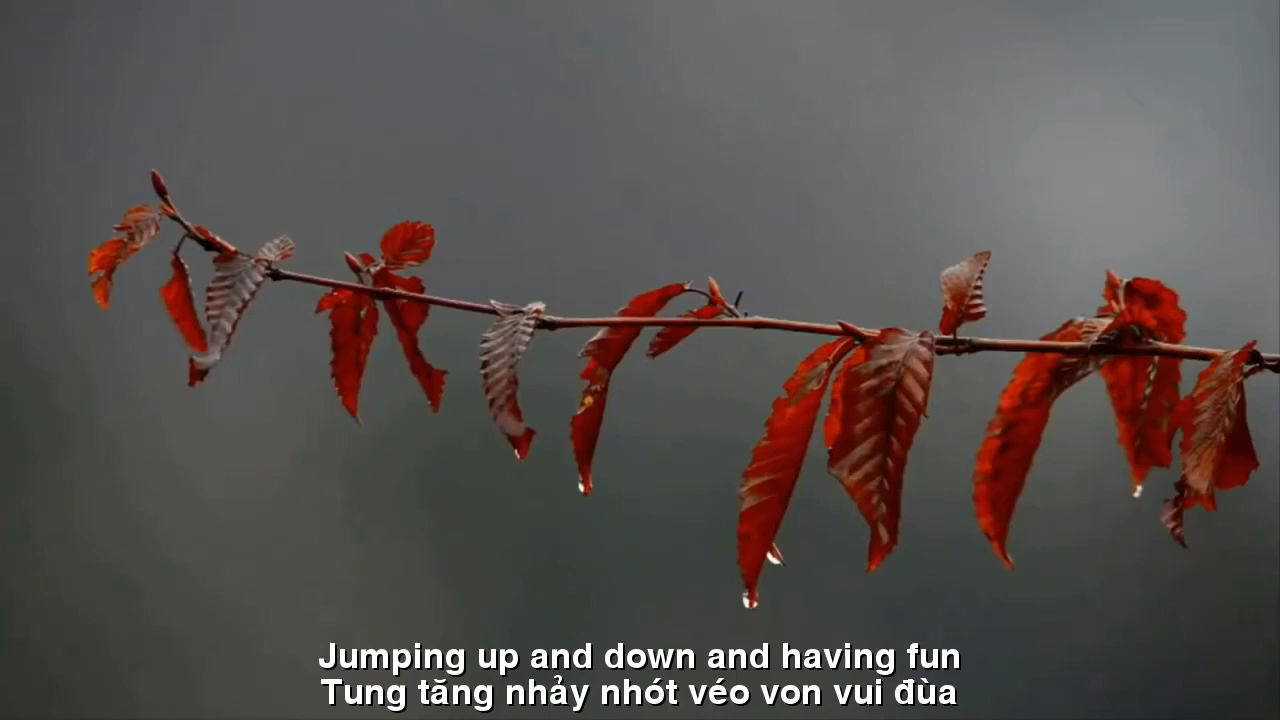 Jumping up and down and having fun
Tung tăng nhảy nhót véo von vui đùa